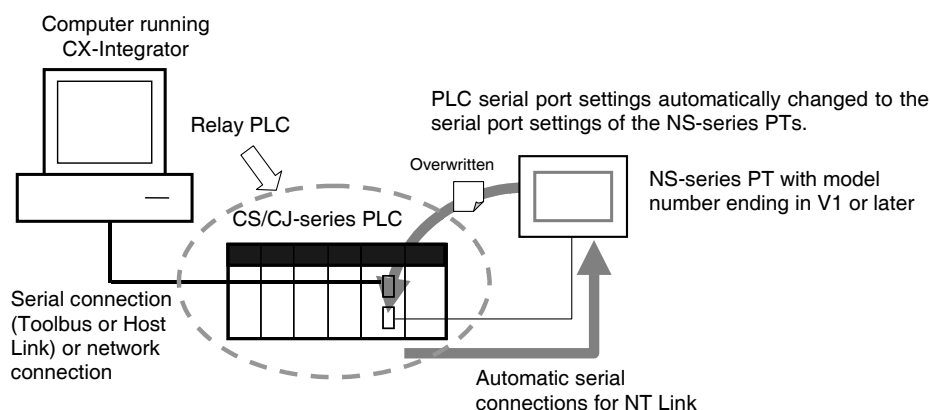 Computer running
CX-Integrator
PLC serial port settings automatically changed to the
serial port settings of the NS-series PTs.
Relay PLC
Overwritten
NS-series PT with model
number ending in V1 or later
CS/CJ-series PLC
Serial connection
(Toolbus or Host
Link) or network
connection
Automatic serial
connections for NT Link